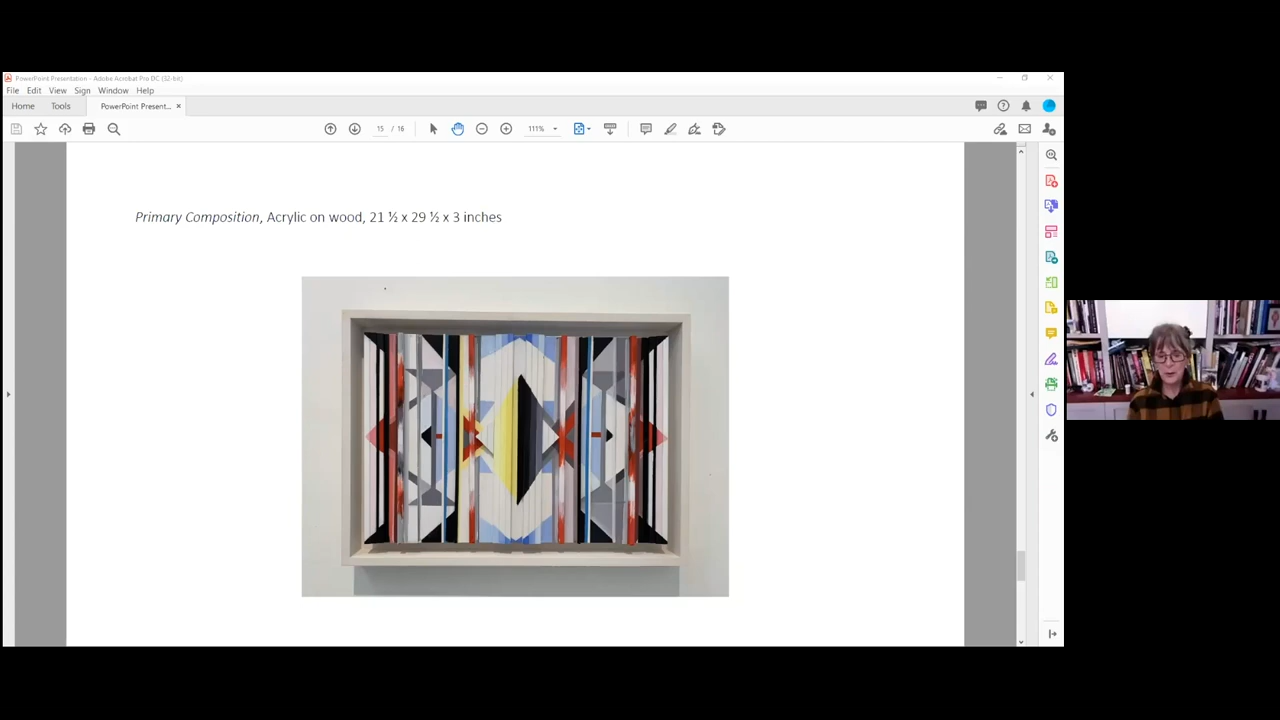 PowerPoint Presentation - Adobe Acrobat Pro DC (32-bit)
File Edit View Sign Window Help
Home Tools PowerPoint Present... ×
15 / 16 111%
Primary Composition, Acrylic on wood, 21 ½ x 29 ½ x 3 inches